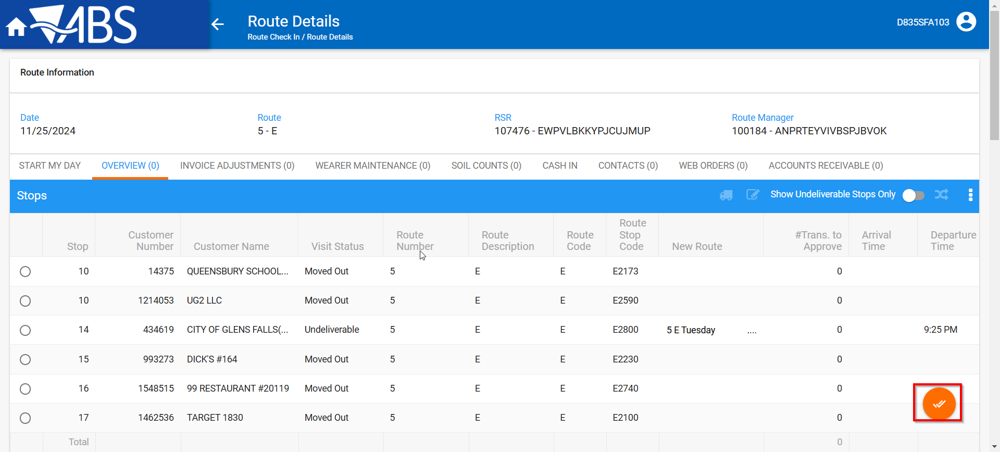 ABS
Route Details
Route Check In / Route Details
D835SFA103
Route Information
Date
Route
RSR
Route Manager
11/25/2024
5 - E
107476 - EWPVLBKKYPJCUJMUP
100184 - ANPRTEYVIVBSPJBVOK
START MY DAY OVERVIEW (0) INVOICE ADJUSTMENTS (0) WEARER MAINTENANCE (0) SOIL COUNTS (0) CASH IN CONTACTS (0) WEB ORDERS (0) ACCOUNTS RECEIVABLE (0)
Stops
Show Undeliverable Stops Only
Stop
Customer
Number
Customer Name
Visit Status
Route
Number
Route
Description
Route
Code
Route
Stop
Code
New Route
#Trans. to
Approve
Arrival
Time
Departure
Time
10 14375 QUEENSBURY SCHOOL... Moved Out 5 E E E2173 0
10 1214053 UG2 LLC Moved Out 5 E E E2590 0
14 434619 CITY OF GLENS FALLS(... Undeliverable 5 E E E2800 5 E Tuesday .... 0 9:25 PM
15 993273 DICK'S #164 Moved Out 5 E E E2230 0
16 1548515 99 RESTAURANT #20119 Moved Out 5 E E E2740 0
17 1462536 TARGET 1830 Moved Out 5 E E E2100 0
Total 0